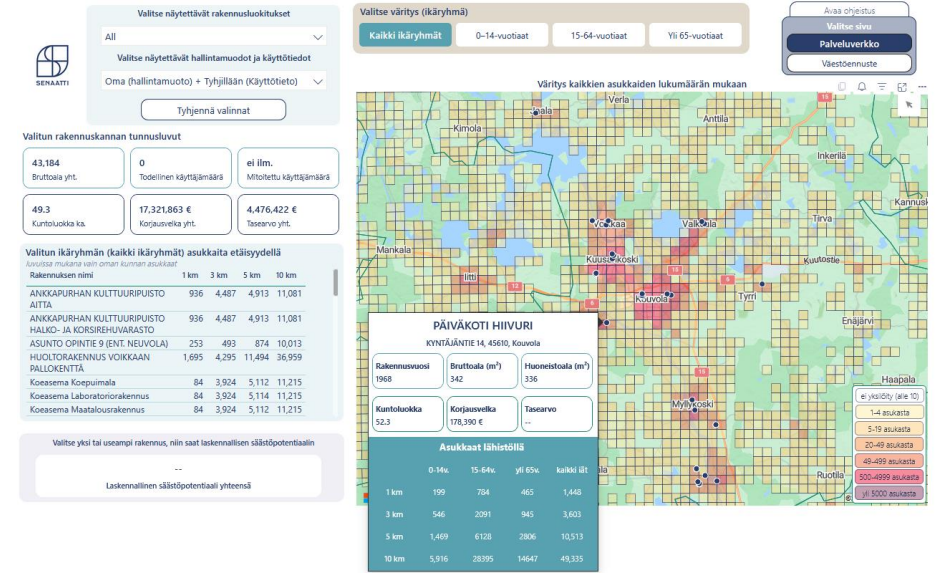 SENAATTI
Valitse näytettävät rakennusluokitukset
All
Valitse näytettävät hallintamuodot ja käyttötiedot
Oma (hallintamuoto) + Tyhjillään (Käyttötieto)
Tyhjennä valinnat
Valitse väritys (ikäryhmä)
Kaikki ikäryhmät
0-14-vuotiaat
15-64-vuotiaat
Yli 65-vuotiaat
Avaa ohjeistus
Valitse sivu
Palveluverkko
Väestöennuste
Valitun rakennuskannan tunnusluvut
43,184
Bruttoala yht.
0
Todellinen käyttäjämäärä
ei ilm.
Mitoitettu käyttäjämäärä
49.3
Kuntoluokka ka.
17,321,863 €
Korjausvelka yht.
4,476,422 €
Tasearvo yht.
Valitun ikäryhmän (kaikki ikäryhmät) asukkaita etäisyydellä
luvuissa mukana vain oman kunnan asukkaat
Rakennuksen nimi 1 km 3 km 5 km 10 km
ANKKAPURHAN KULTTUURIPUISTO AITTA 936 4,487 4,913 11,081
ANKKAPURHAN KULTTUURIPUISTO HALKO- JA KORSIREHUVARASTO 936 4,487 4,913 11,081
ASUNTO OPINTIE 9 (ENT. NEUVOLA) 253 493 874 10,013
HUOLTORAKENNUS VOIKKAAN PALLOKENTTÄ 1,695 4,295 11,494 36,959
Koeasema Koepuimala 84 3,924 5,112 11,215
Koeasema Laboratoriorakennus 84 3,924 5,114 11,215
Koeasema Maatalousrakennus 84 3,924 5,112 11,215
Valitse yksi tai useampi rakennus, niin saat laskennallisen säästöpotentiaalin
--
Laskennallinen säästöpotentiaali yhteensä
Väritys kaikkien asukkaiden lukumäärän mukaan
Verla
Kimola
Anttila
15
Inkerilä
Kannusk
Tirva
Mankala
Kuusankoski
Kuutostie
Iitti
12
15
6
6
Kouvola
Tyrri
Enäjärvi
15
Haapala
Myllykoski
Ruotila
PÄIVÄKOTI HIIVURI
KYNTÄJÄNTIE 14, 45610, Kouvola
Rakennusvuosi
1968
Bruttoala (m²)
342
Huoneistoala (m²)
336
Kuntoluokka
52.3
Korjausvelka
178,390 €
Tasearvo
--
Asukkaat lähistöllä
0-14v. 15-64v. yli 65v. kaikki iät
1 km 199 784 465 1,448
3 km 546 2091 945 3,603
5 km 1,469 6128 2806 10,513
10 km 5,916 28395 14647 49,335
ei yksilöity (alle 10)
1-4 asukasta
5-19 asukasta
20-49 asukasta
49-499 asukasta
500-4999 asukasta
yli 5000 asukasta